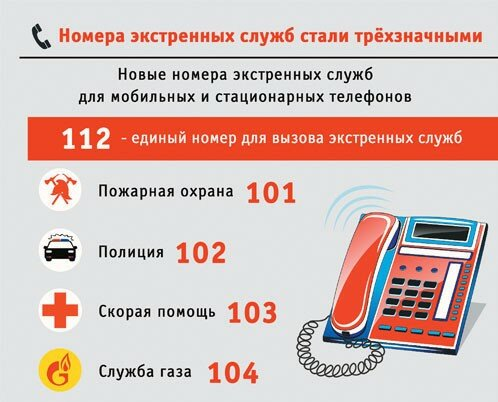 Номера экстренных служб стали трёхзначными
Новые номера экстренных служб
для мобильных и стационарных телефонов
112 - единый номер для вызова экстренных служб
Пожарная охрана 101
Полиция 102
Скорая помощь 103
Служба газа 104